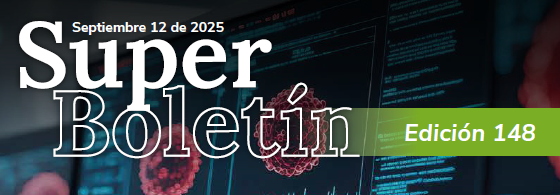 Septiembre 12 de 2025
Super
Boletín
Edición 148